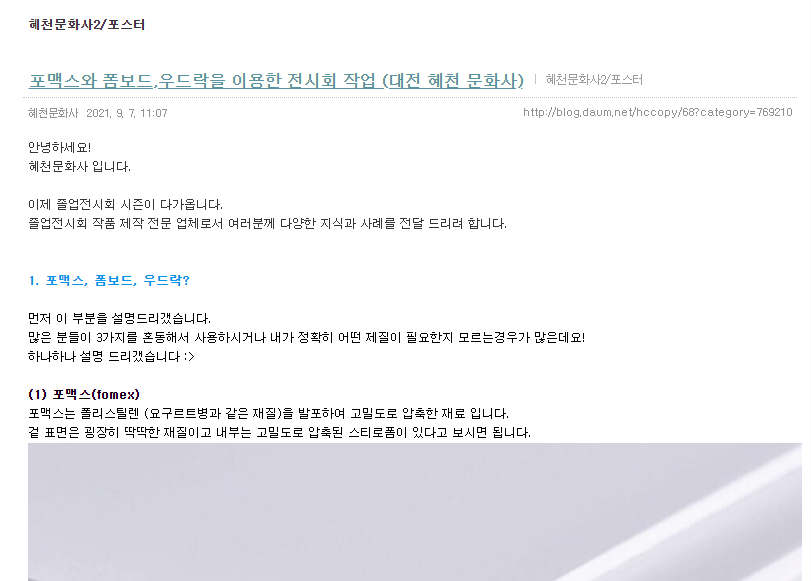 혜천문화사2/포스터
포맥스와 폼보드,우드락을 이용한 전시회 작업 (대전 혜천 문화사) | 혜천문화사2/포스터
혜천문화사 2021. 9. 7. 11:07 http://blog.daum.net/hccopy/68?category=769210
안녕하세요!
혜천문화사 입니다.
이제 졸업전시회 시즌이 다가옵니다.
졸업전시회 작품 제작 전문 업체로서 여러분께 다양한 지식과 사례를 전달 드리려 합니다.
1. 포맥스, 폼보드, 우드락?
먼저 이 부분을 설명드리겠습니다.
많은 분들이 3가지를 혼동해서 사용하시거나 내가 정확히 어떤 제질이 필요한지 모르는경우가 많은데요!
하나하나 설명 드리겠습니다 :>
(1) 포맥스(fomex)
포맥스는 폴리스틸렌 (요구르트병과 같은 재질)을 발포하여 고밀도로 압축한 재료 입니다.
겉 표면은 굉장히 딱딱한 재질이고 내부는 고밀도로 압축된 스티로폼이 있다고 보시면 됩니다.